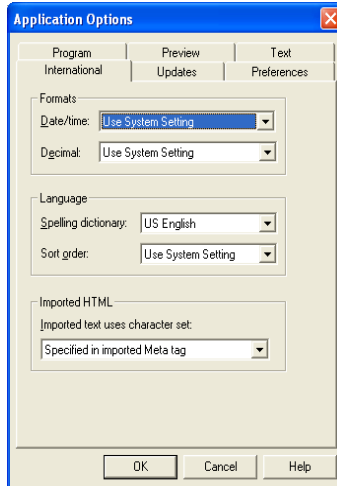 Application Options
Program Preview Text
International Updates Preferences
Formats
Date/time: Use System Setting
Decimal: Use System Setting
Language
Spelling dictionary: US English
Sort order: Use System Setting
Imported HTML
Imported text uses character set:
Specified in imported Meta tag
OK Cancel Help